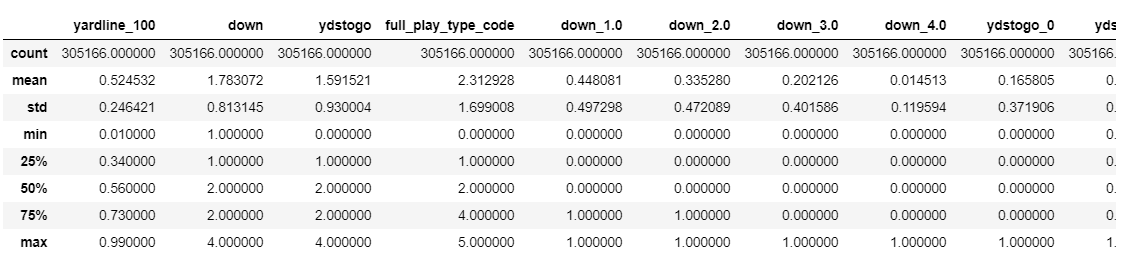 yardline_100 down ydstogo full_play_type_code down_1.0 down_2.0 down_3.0 down_4.0 ydstogo_0 yds
count 305166.000000 305166.000000 305166.000000 305166.000000 305166.000000 305166.000000 305166.000000 305166.000000 305166.000000 305166.
mean 0.524532 1.783072 1.591521 2.312928 0.448081 0.335280 0.202126 0.014513 0.165805 0.
std 0.246421 0.813145 0.930004 1.699008 0.497298 0.472089 0.401586 0.119594 0.371906 0.
min 0.010000 1.000000 0.000000 0.000000 0.000000 0.000000 0.000000 0.000000 0.000000 0.
25% 0.340000 1.000000 1.000000 1.000000 0.000000 0.000000 0.000000 0.000000 0.000000 0.
50% 0.560000 2.000000 2.000000 2.000000 0.000000 0.000000 0.000000 0.000000 0.000000 0.
75% 0.730000 2.000000 2.000000 4.000000 1.000000 1.000000 0.000000 0.000000 0.000000 0.
max 0.990000 4.000000 4.000000 5.000000 1.000000 1.000000 1.000000 1.000000 1.000000 1.